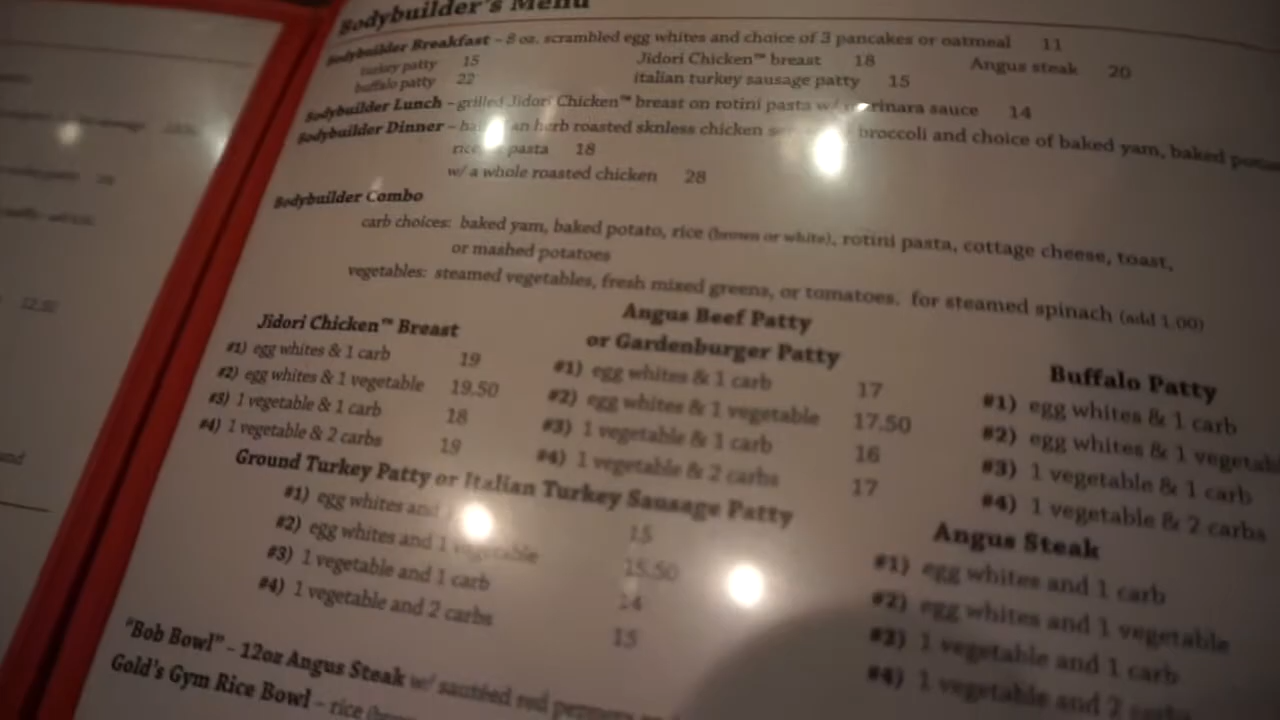 Bodybuilder's Menu
Bodybuilder Breakfast – 8 oz. scrambled egg whites and choice of 3 pancakes or oatmeal 11
turkey patty 15 Jidori Chicken™ breast 18 Angus steak 20
buffalo patty 22 italian turkey sausage patty 15
Bodybuilder Lunch – grilled Jidori Chicken™ breast on rotini pasta w/ sauce 14
Bodybuilder Dinner – an herb roasted sknless chicken broccoli and choice of baked yam, baked
rice pasta 18
w/ a whole roasted chicken 28
Bodybuilder Combo
carb choices: baked yam, baked potato, rice (brown or white), rotini pasta, cottage cheese, toast,
or mashed potatoes
vegetables: steamed vegetables, fresh mixed greens, or tomatoes. for steamed spinach (add 1.00)
Jidori Chicken™ Breast
#1) egg whites & 1 carb 19
#2) egg whites & 1 vegetable 19.50
#3) 1 vegetable & 1 carb 18
#4) 1 vegetable & 2 carbs 19
Angus Beef Patty
or Gardenburger Patty
#1) egg whites & 1 carb 17
#2) egg whites & 1 vegetable 17.50
#3) 1 vegetable & 1 carb 16
#4) 1 vegetable & 2 carbs 17
Buffalo Patty
#1) egg whites & 1 carb
#2) egg whites & 1
#3) 1 vegetable & 1 carb
#4) 1 vegetable & 2 carbs
Ground Turkey Patty or Italian Turkey Sausage Patty
#1) egg whites and 15
#2) egg whites and 1 vegetable 15.50
#3) 1 vegetable and 1 carb 14
#4) 1 vegetable and 2 carbs 15
Angus Steak
#1) egg whites and 1 carb
#2) egg whites and 1 vegetable
#3) 1 vegetable and 1 carb
#4) 1 vegetable and 2 carbs
"Bob Bowl" – 12oz Angus Steak w/ sautéed red peppers
Gold's Gym Rice Bowl – rice
12.50